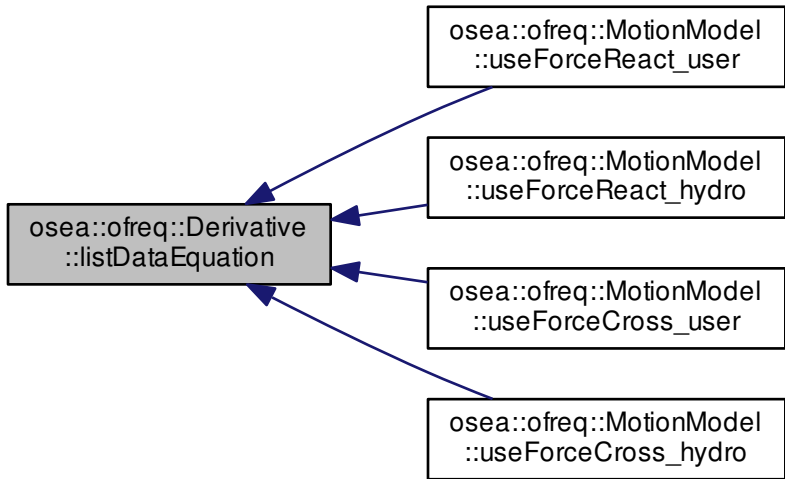 osea::ofreq::MotionModel
::useForceReact_user
osea::ofreq::MotionModel
::useForceReact_hydro
osea::ofreq::Derivative
::listDataEquation
osea::ofreq::MotionModel
::useForceCross_user
osea::ofreq::MotionModel
::useForceCross_hydro